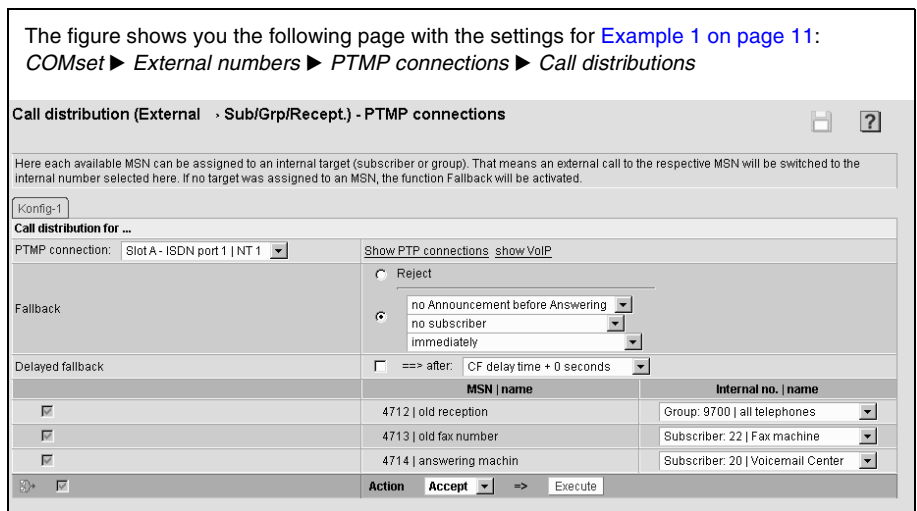 The figure shows you the following page with the settings for Example 1 on page 11:
COMset ▶ External numbers ▶ PTMP connections ▶ Call distributions
Call distribution (External → Sub/Grp/Recept.) - PTMP connections
?
Here each available MSN can be assigned to an internal target (subscriber or group). That means an external call to the respective MSN will be switched to the
internal number selected here. If no target was assigned to an MSN, the function Fallback will be activated.
Konfig-1
Call distribution for ...
PTMP connection: Slot A - ISDN port 1 | NT 1 Show PTP connections show VoIP
Reject
Fallback
no Announcement before Answering
no subscriber
immediately
Delayed fallback ==> after: CF delay time + 0 seconds
MSN | name Internal no. | name
4712 | old reception Group: 9700 | all telephones
4713 | old fax number Subscriber: 22 | Fax machine
4714 | answering machin Subscriber: 20 | Voicemail Center
Action Accept => Execute